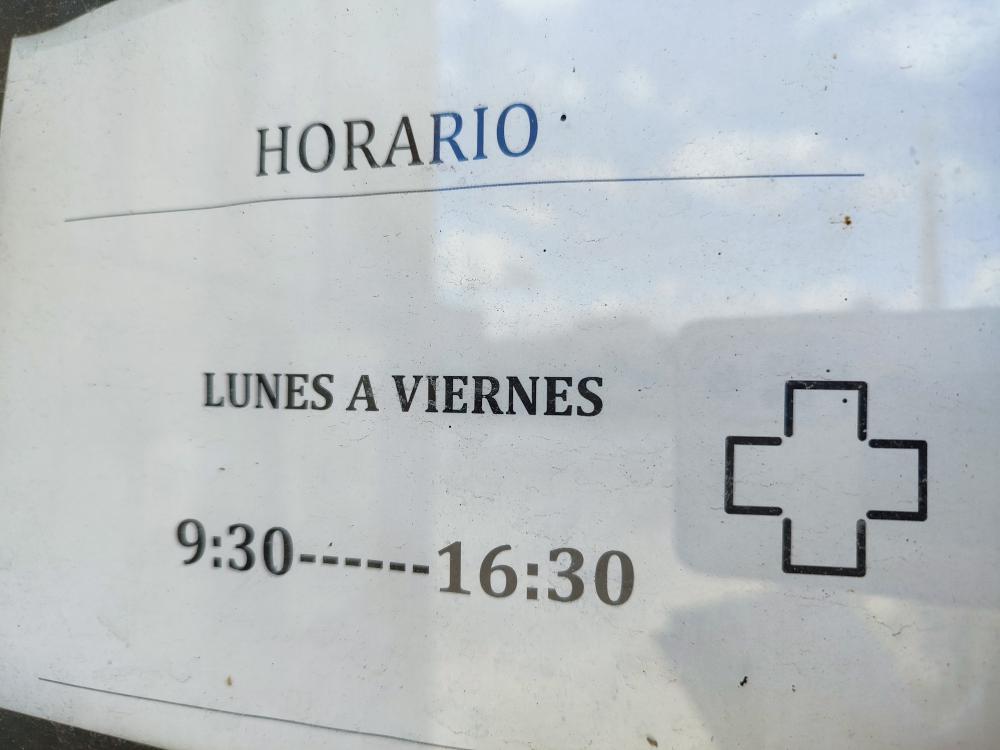 HORARIO
LUNES A VIERNES
9:30------16:30